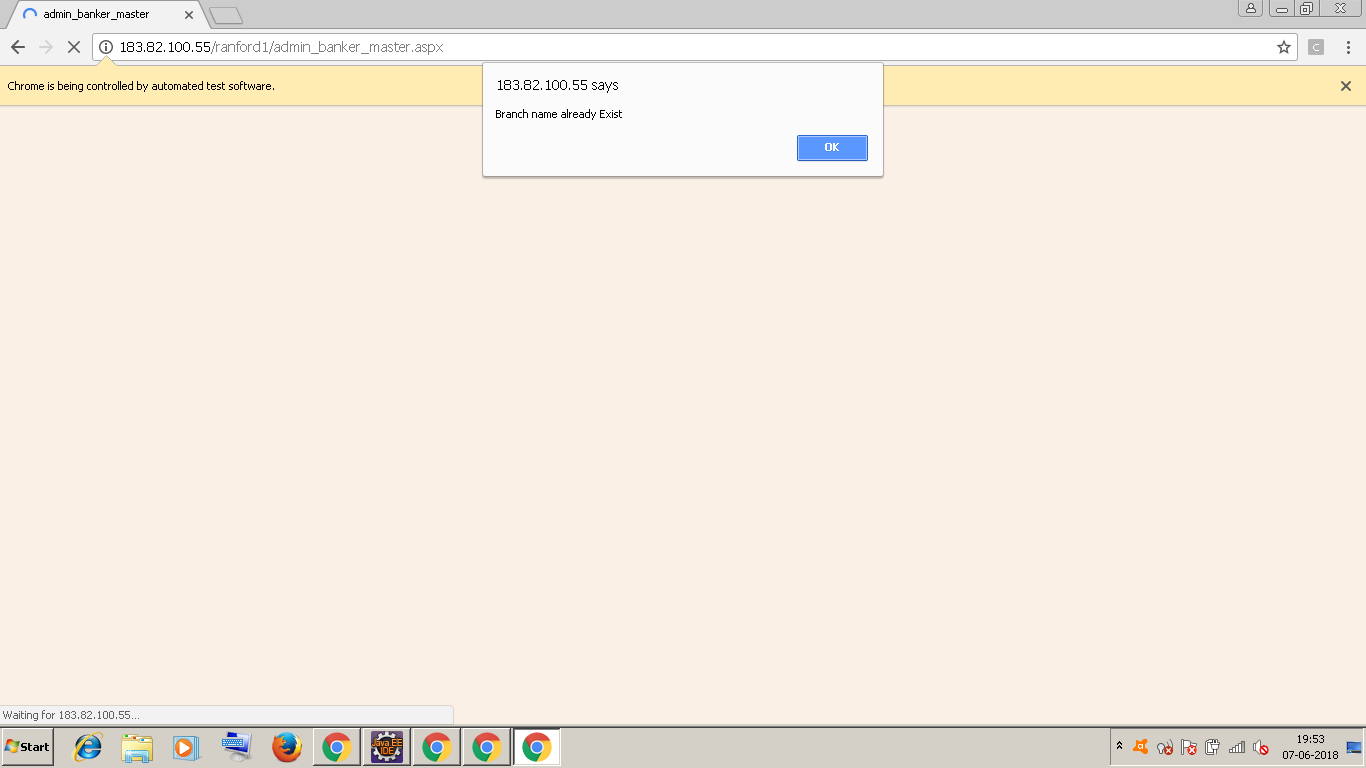 admin_banker_master
183.82.100.55/ranford1/admin_banker_master.aspx
C
Chrome is being controlled by automated test software.
183.82.100.55 says
Branch name already Exist
OK
Waiting for 183.82.100.55...
Start
Java EE
IDE
19:53
07-06-2018